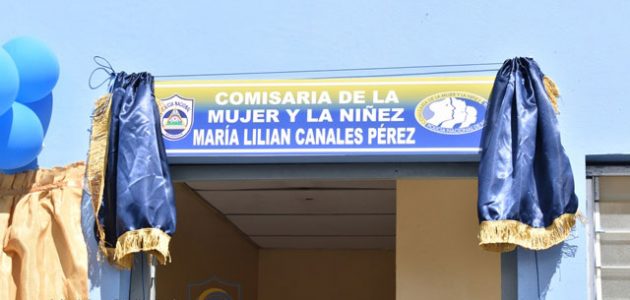 COMISARIA DE LA
MUJER Y LA NIÑEZ
MARÍA LILIAN CANALES PÉREZ